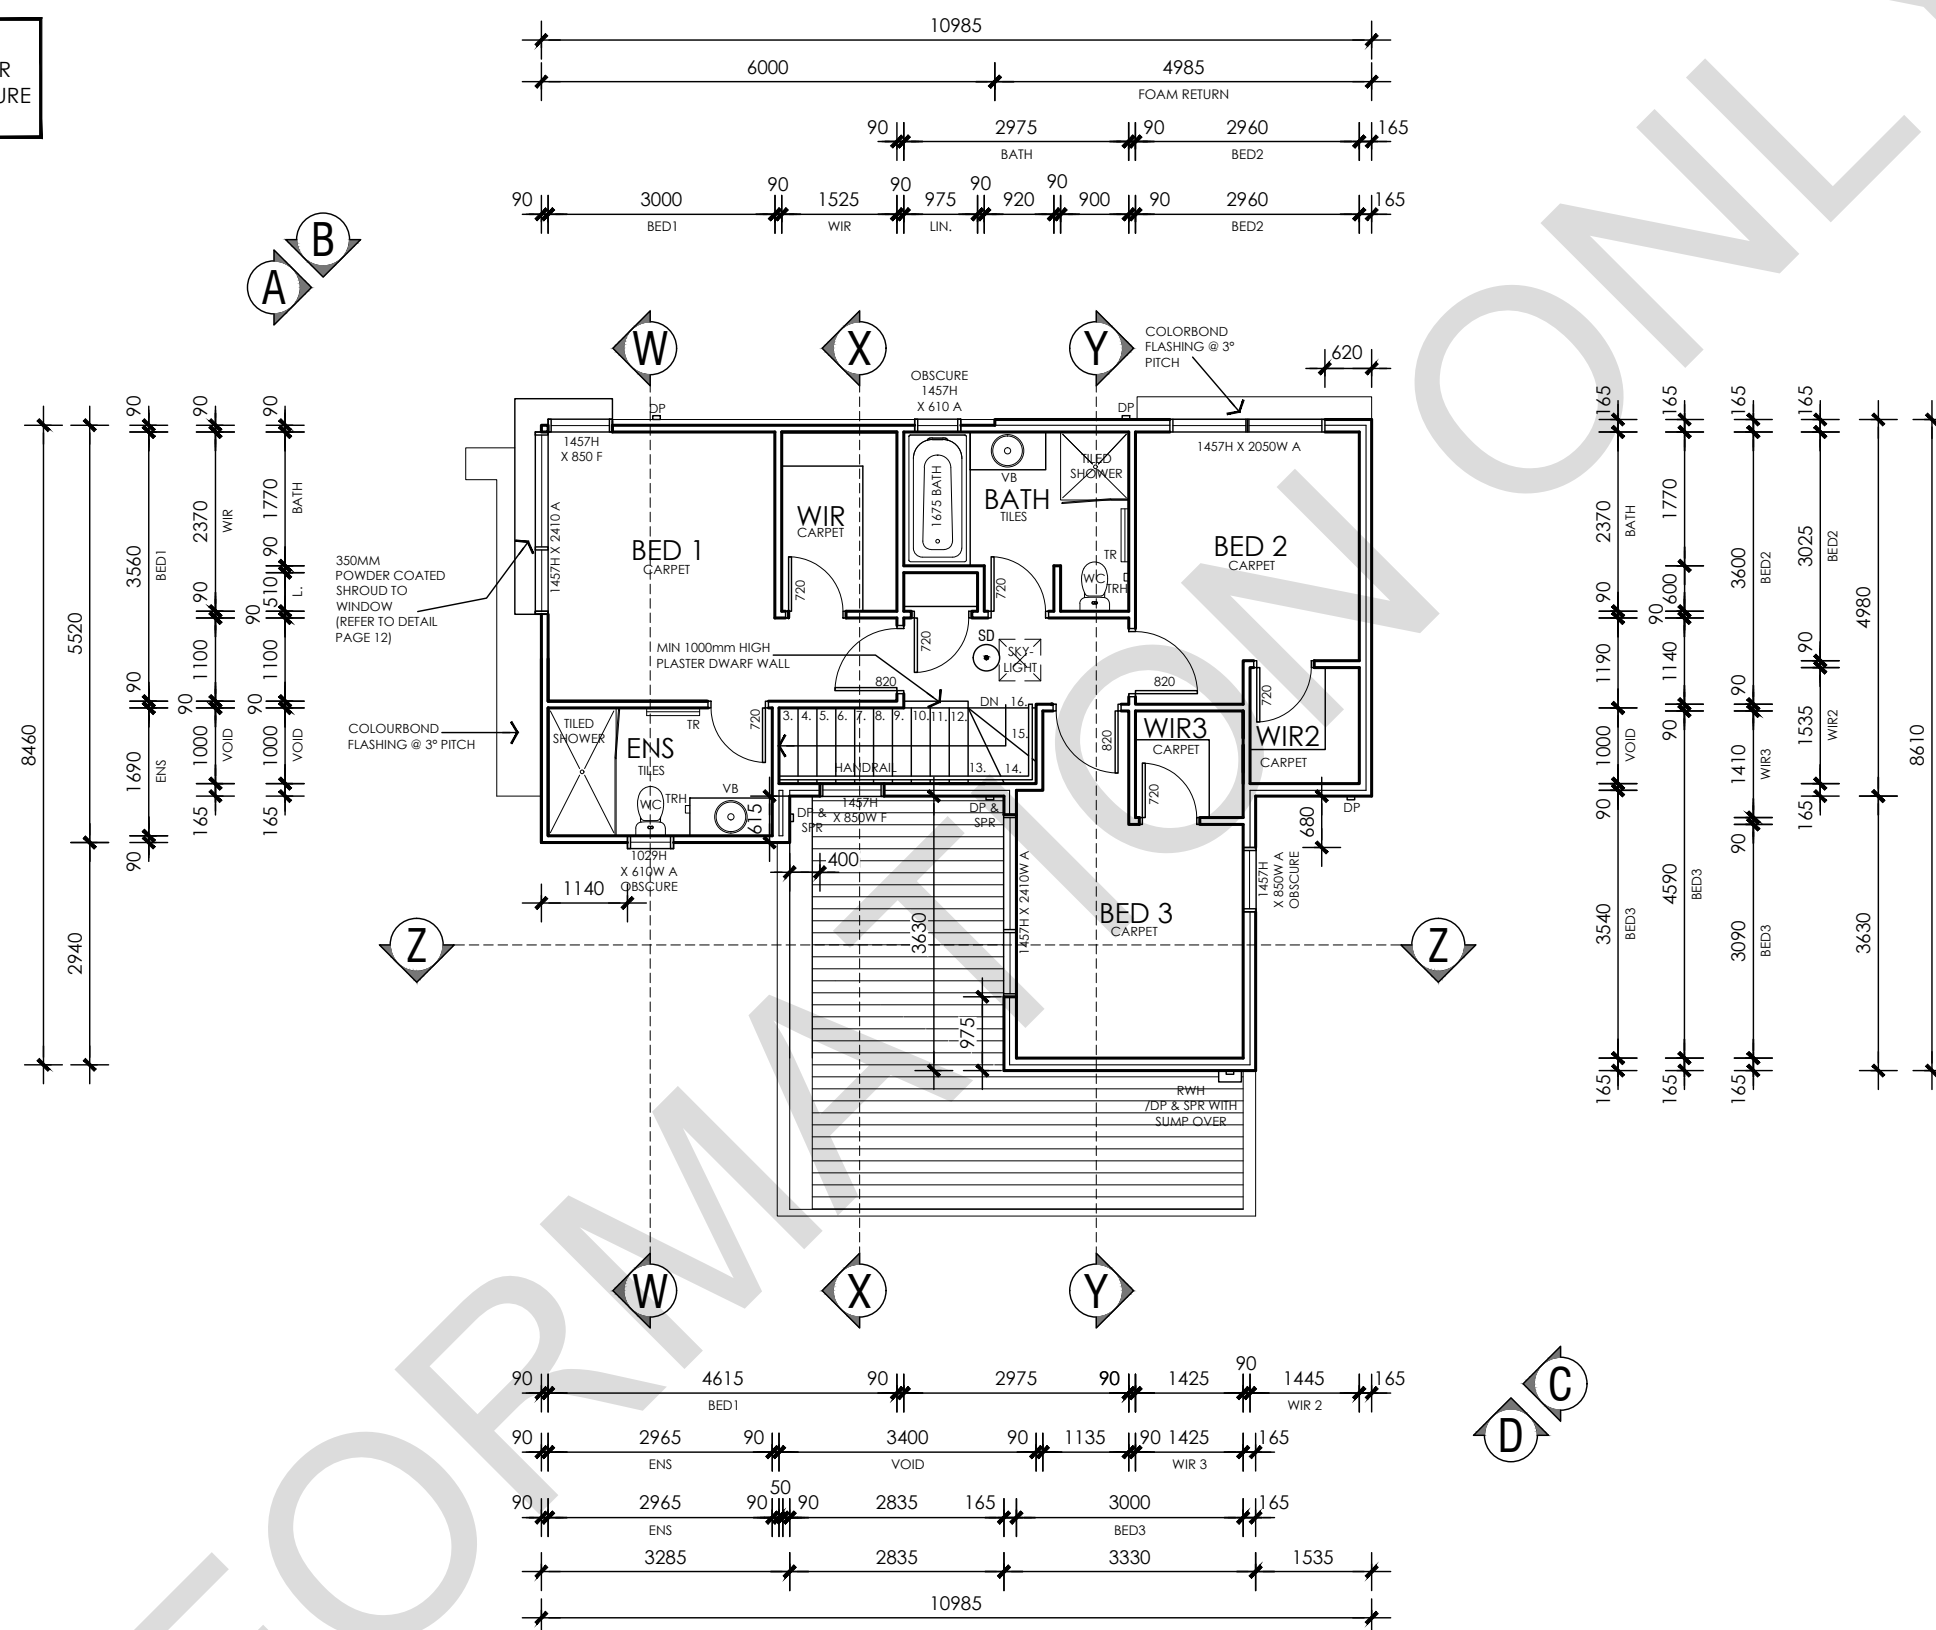 R
URE
10985
6000
4985
FOAM RETURN
90
2975
90
2960
165
BATH
BED2
90
3000
90
1525
90
975
90
920
90
900
90
2960
165
BED1
WIR
LIN.
BED2
B
A
W
X
Y
COLORBOND
FLASHING @ 3°
PITCH
620
OBSCURE
1457H
X 610 A
DP
DP
1457H
X 850 F
1457H X 2410 A
1457H X 2050W A
350MM
POWDER COATED
SHROUD TO
WINDOW
(REFER TO DETAIL
PAGE 12)
COLOURBOND
FLASHING @ 3° PITCH
BED 1
CARPET
WIR
CARPET
720
1675 BATH
VB
BATH
TILES
TILED
SHOWER
TR
WC
TRH
720
BED 2
CARPET
MIN 1000mm HIGH
PLASTER DWARF WALL
720
SD
SKY-
LIGHT
820
820
DN
16.
3. 4. 5. 6. 7. 8. 9. 10. 11. 12.
15.
13. 14.
HANDRAIL
TILED
SHOWER
TR
720
ENS
TILES
VB
WC
TRH
615
WIR3
CARPET
720
820
720
WIR2
CARPET
1457H
X 850W F
DP &
SPR
DP &
SPR
DP
680
1029H
X 610W A
OBSCURE
1140
400
3630
975
1457H X 2410W A
1457H
X 850W A
OBSCURE
BED 3
CARPET
Z
Z
RWH
/DP & SPR WITH
SUMP OVER
8460
5520
2940
90
3560
BED1
90
1690
ENS
90
90
2370
WIR
90
1100
90
1000
VOID
165
90
1770
BATH
90
510
L.
90
1100
90
1000
VOID
165
165
2370
BATH
90
1190
1000
VOID
90
3540
BED3
165
165
1770
600
90
1140
90
4590
BED3
165
165
3600
BED2
90
1410
WIR3
90
3090
BED3
165
165
3025
BED2
90
1535
WIR2
165
4980
3630
8610
W
X
Y
C
D
90
4615
90
2975
90
1425
90
1445
165
BED1
WIR 2
90
2965
90
3400
90
1135
90
1425
165
ENS
VOID
WIR 3
90
2965
90
50
90
2835
165
3000
165
ENS
BED3
3285
2835
3330
1535
10985
FORMATION ONL